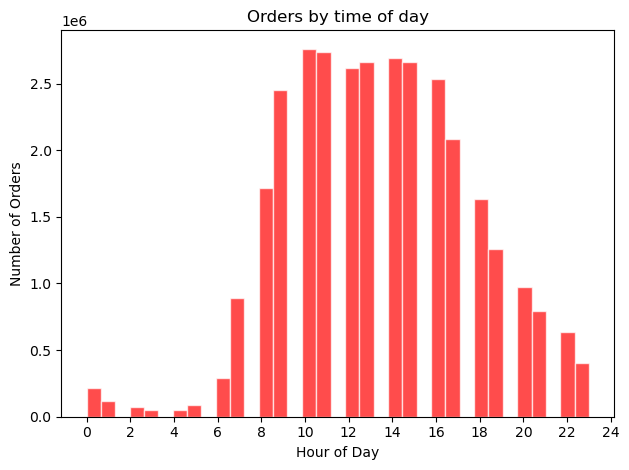 Orders by time of day
1e6
2.5
2.0
1.5
1.0
0.5
0.0
Number of Orders
0 2 4 6 8 10 12 14 16 18 20 22 24
Hour of Day